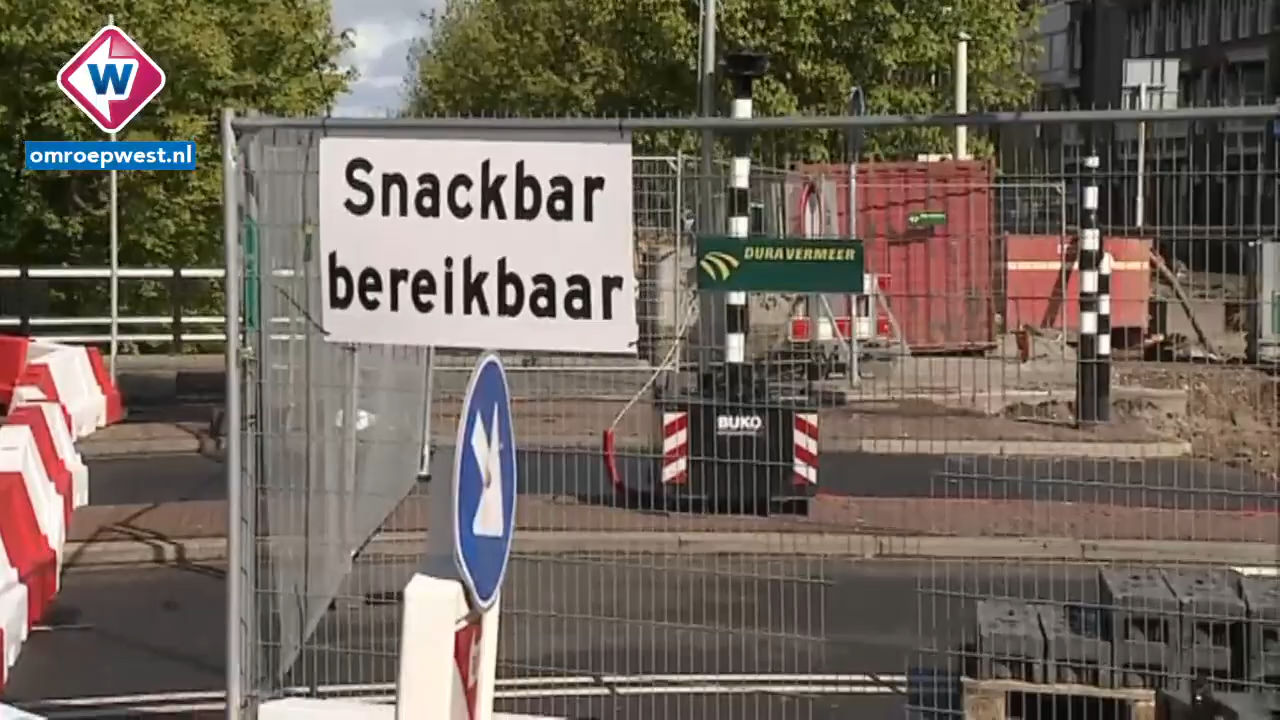 W
omroepwest.nl
Snackbar
bereikbaar
DURA VERMEER
BUKO